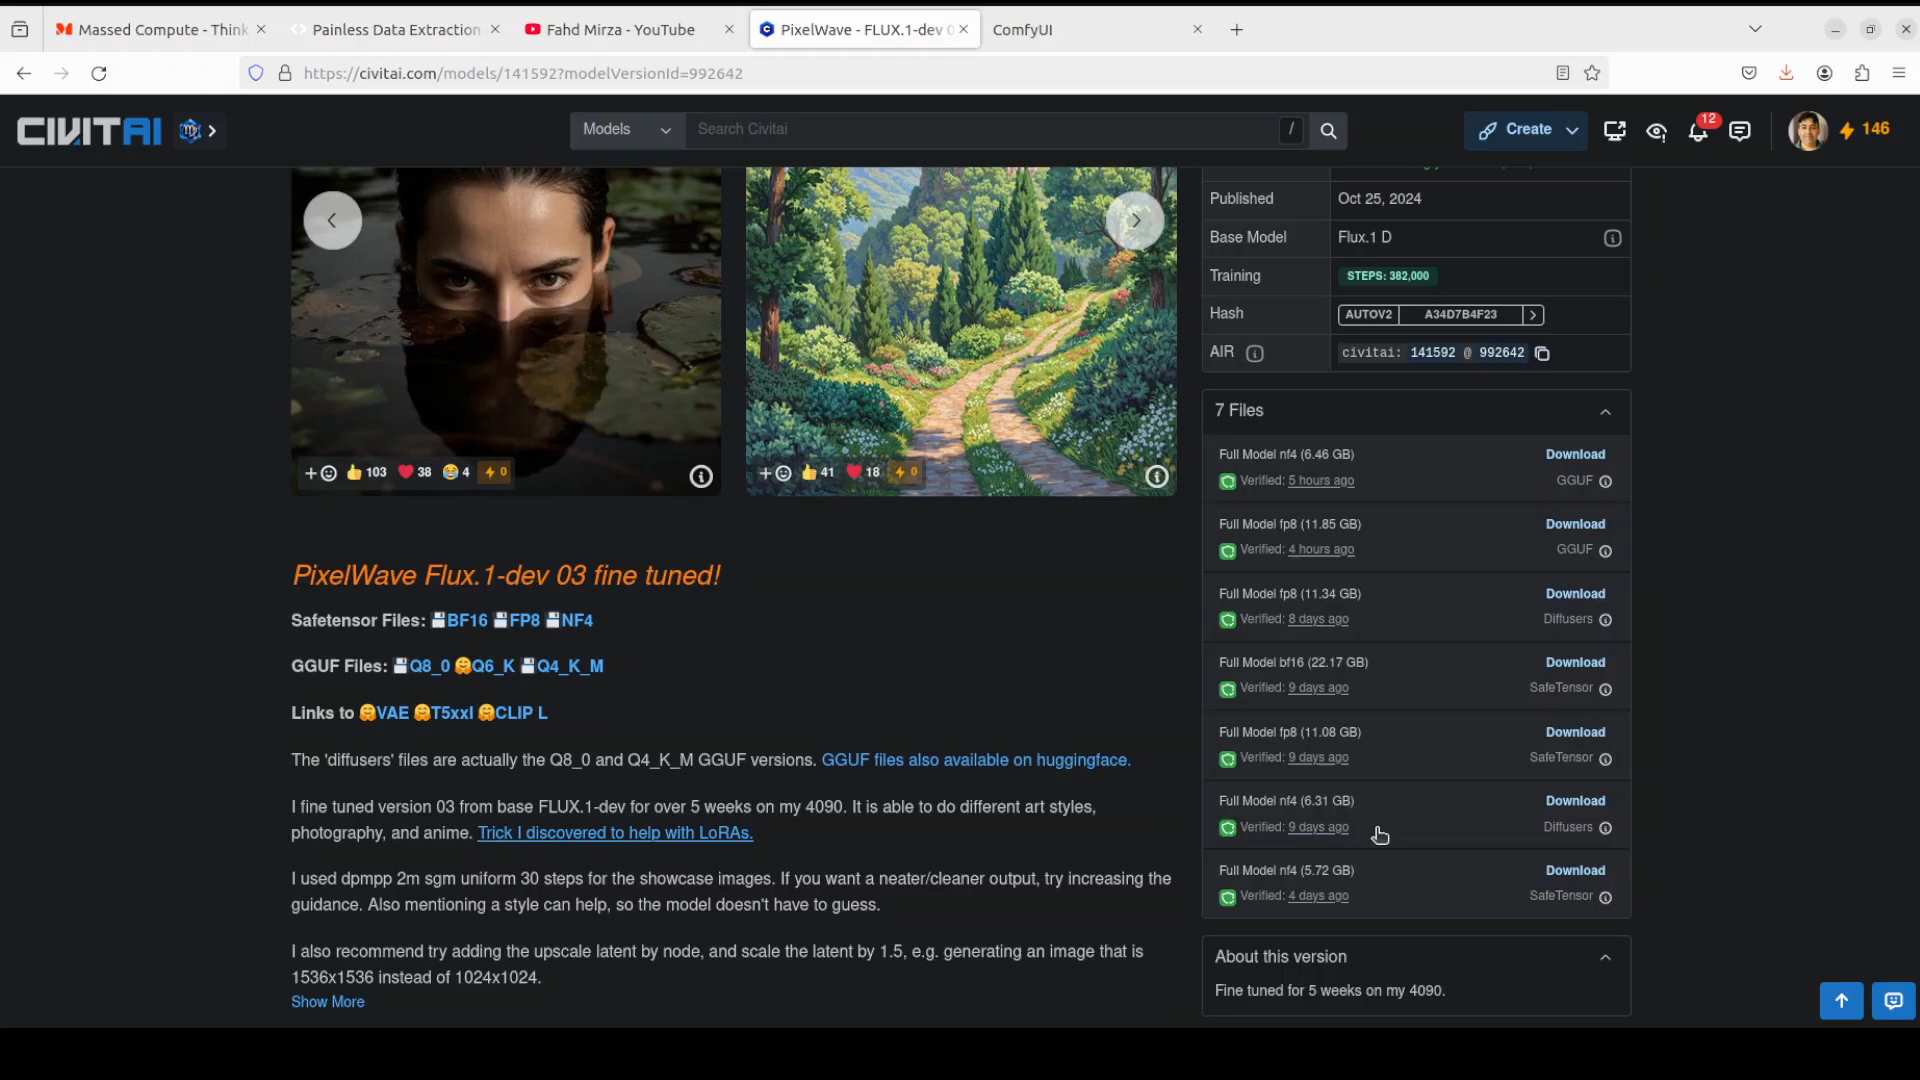 Massed Compute - Think
Painless Data Extraction
Fahd Mirza - YouTube
PixelWave - FLUX.1-dev 0
ComfyUI
https://civitai.com/models/141592?modelVersionId=992642
CIVITAI
Models
Search Civitai
/
Create
12
146
Published
Oct 25, 2024
Base Model
Flux.1 D
Training
STEPS: 382,000
Hash
AUTOV2
A34D7B4F23
AIR
civitai: 141592 @ 992642
7 Files
Full Model nf4 (6.46 GB)
Download
Verified: 5 hours ago
GGUF
Full Model fp8 (11.85 GB)
Download
Verified: 4 hours ago
GGUF
Full Model fp8 (11.34 GB)
Download
Verified: 8 days ago
Diffusers
Full Model bf16 (22.17 GB)
Download
Verified: 9 days ago
SafeTensor
Full Model fp8 (11.08 GB)
Download
Verified: 9 days ago
SafeTensor
Full Model nf4 (6.31 GB)
Download
Verified: 9 days ago
Diffusers
Full Model nf4 (5.72 GB)
Download
Verified: 4 days ago
SafeTensor
About this version
Fine tuned for 5 weeks on my 4090.
103 38 4 0
41 18 0
PixelWave Flux.1-dev 03 fine tuned!
Safetensor Files: 💾BF16 💾FP8 💾NF4
GGUF Files: 💾Q8_0 🤗Q6_K 💾Q4_K_M
Links to 🤗VAE 🤗T5xxl 🤗CLIP L
The 'diffusers' files are actually the Q8_0 and Q4_K_M GGUF versions. GGUF files also available on huggingface.
I fine tuned version 03 from base FLUX.1-dev for over 5 weeks on my 4090. It is able to do different art styles,
photography, and anime. Trick I discovered to help with LoRAs.
I used dpmpp 2m sgm uniform 30 steps for the showcase images. If you want a neater/cleaner output, try increasing the
guidance. Also mentioning a style can help, so the model doesn't have to guess.
I also recommend try adding the upscale latent by node, and scale the latent by 1.5, e.g. generating an image that is
1536x1536 instead of 1024x1024.
Show More